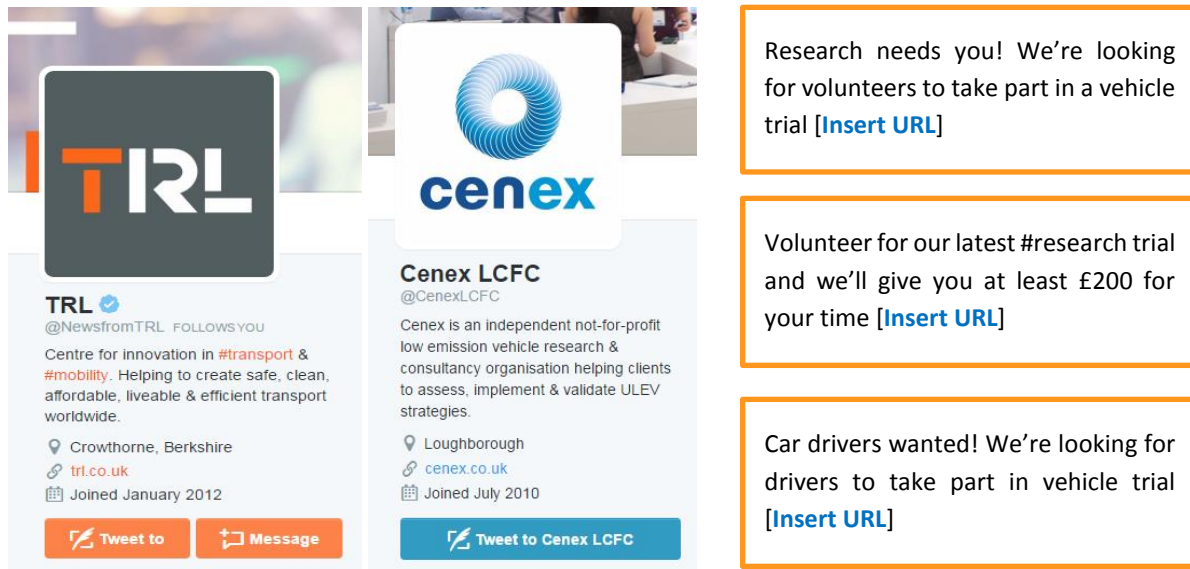 TRL
TRL
@NewsfromTRL FOLLOWS YOU
Centre for innovation in #transport &
#mobility. Helping to create safe, clean,
affordable, liveable & efficient transport
worldwide.
Crowthorne, Berkshire
trl.co.uk
Joined January 2012
Tweet to
Message
cenex
Cenex LCFC
@CenexLCFC
Cenex is an independent not-for-profit
low emission vehicle research &
consultancy organisation helping clients
to assess, implement & validate ULEV
strategies.
Loughborough
cenex.co.uk
Joined July 2010
Tweet to Cenex LCFC
Research needs you! We’re looking
for volunteers to take part in a vehicle
trial [Insert URL]
Volunteer for our latest #research trial
and we’ll give you at least £200 for
your time [Insert URL]
Car drivers wanted! We’re looking for
drivers to take part in vehicle trial
[Insert URL]